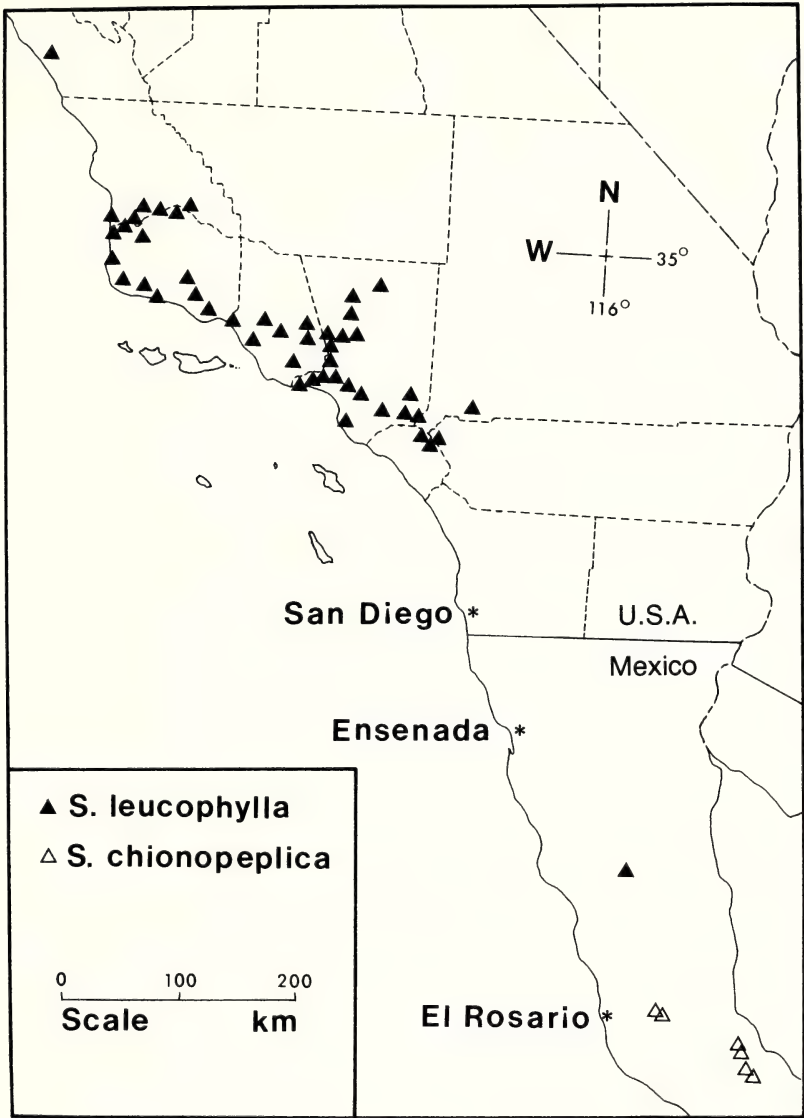 N
W 35°
116°
San Diego *
U.S.A.
Mexico
Ensenada *
▲ S. leucophylla
△ S. chionopeplica
0 100 200
Scale km
El Rosario *